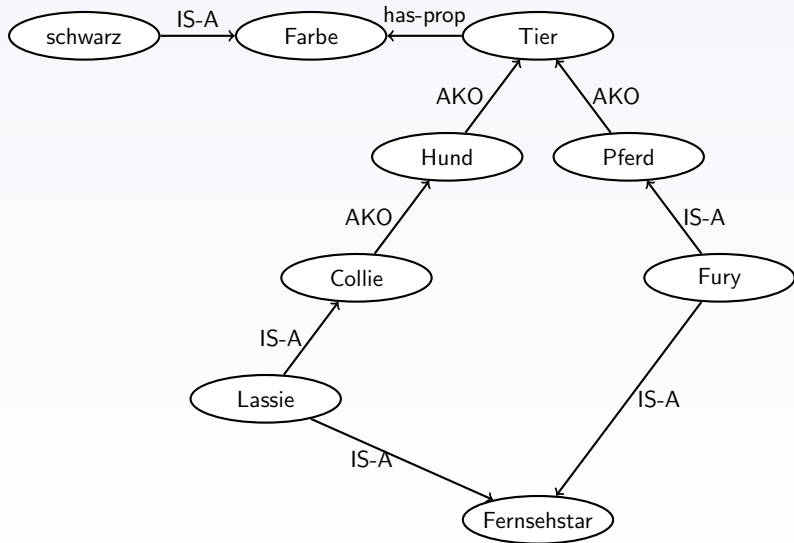 schwarz IS-A Farbe has-prop Tier
AKO AKO
Hund Pferd
AKO IS-A
Collie Fury
IS-A
Lassie IS-A
IS-A
Fernsehstar